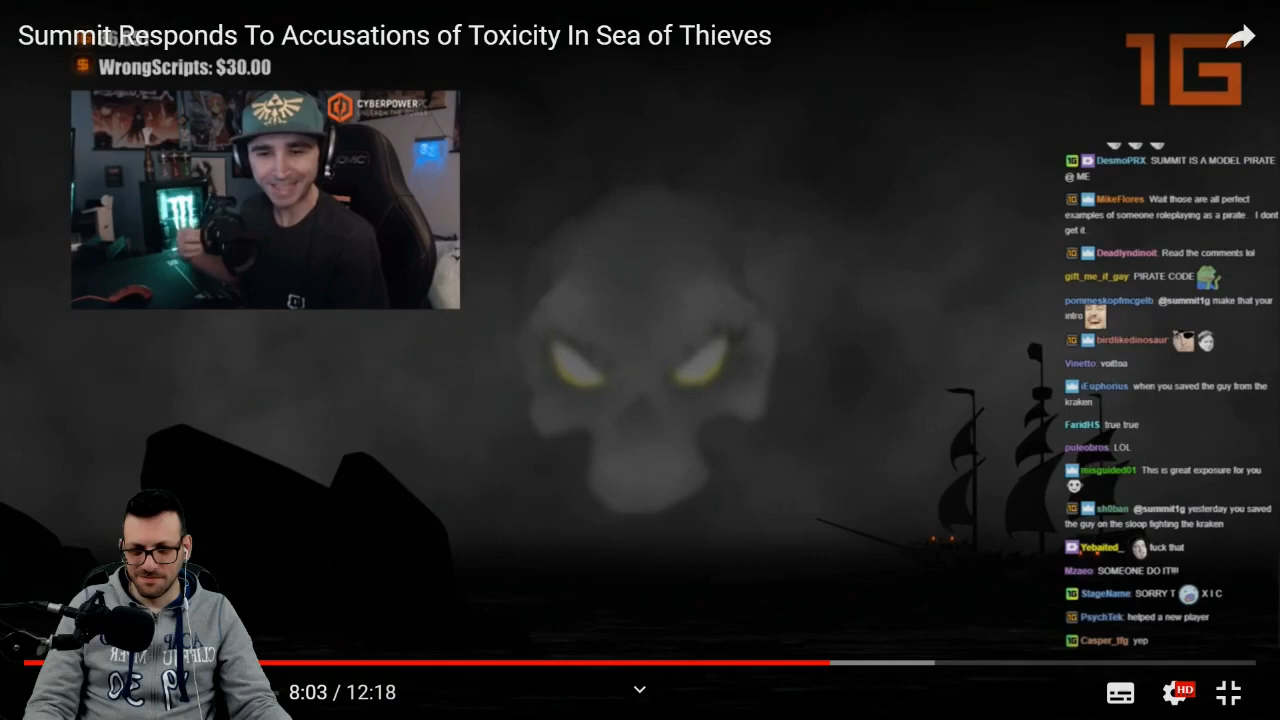 Summit Responds To Accusations of Toxicity In Sea of Thieves
WrongScripts: $30.00
CYBERPOWERPC
1G
DesmoPRX SUMMIT IS A MODEL PIRATE
@ ME
MikeFlores Wait those are all perfect
examples of someone roleplaying as a pirate... I dont
get it
Deadlyndinoit: Read the comments lol
gift_me_if_gay: PIRATE CODE
pommeskopfmcgelb: @summit1g make that your
intro
birdlikedinosaur:
Vinetto: voittoa
iEuphorius: when you saved the guy from the
kraken
FaridHS: true true
puleobros: LOL
misguided01 This is great exposure for you
sh0ban: @summit1g yesterday you saved
the guy on the sloop fighting the kraken
Yebaited_: fuck that
Mzaeo: SOMEONE DO IT!!!
StageName: SORRY T X I C
PsychTek: helped a new player
Casper_tfg: yep
8:03 / 12:18
HD